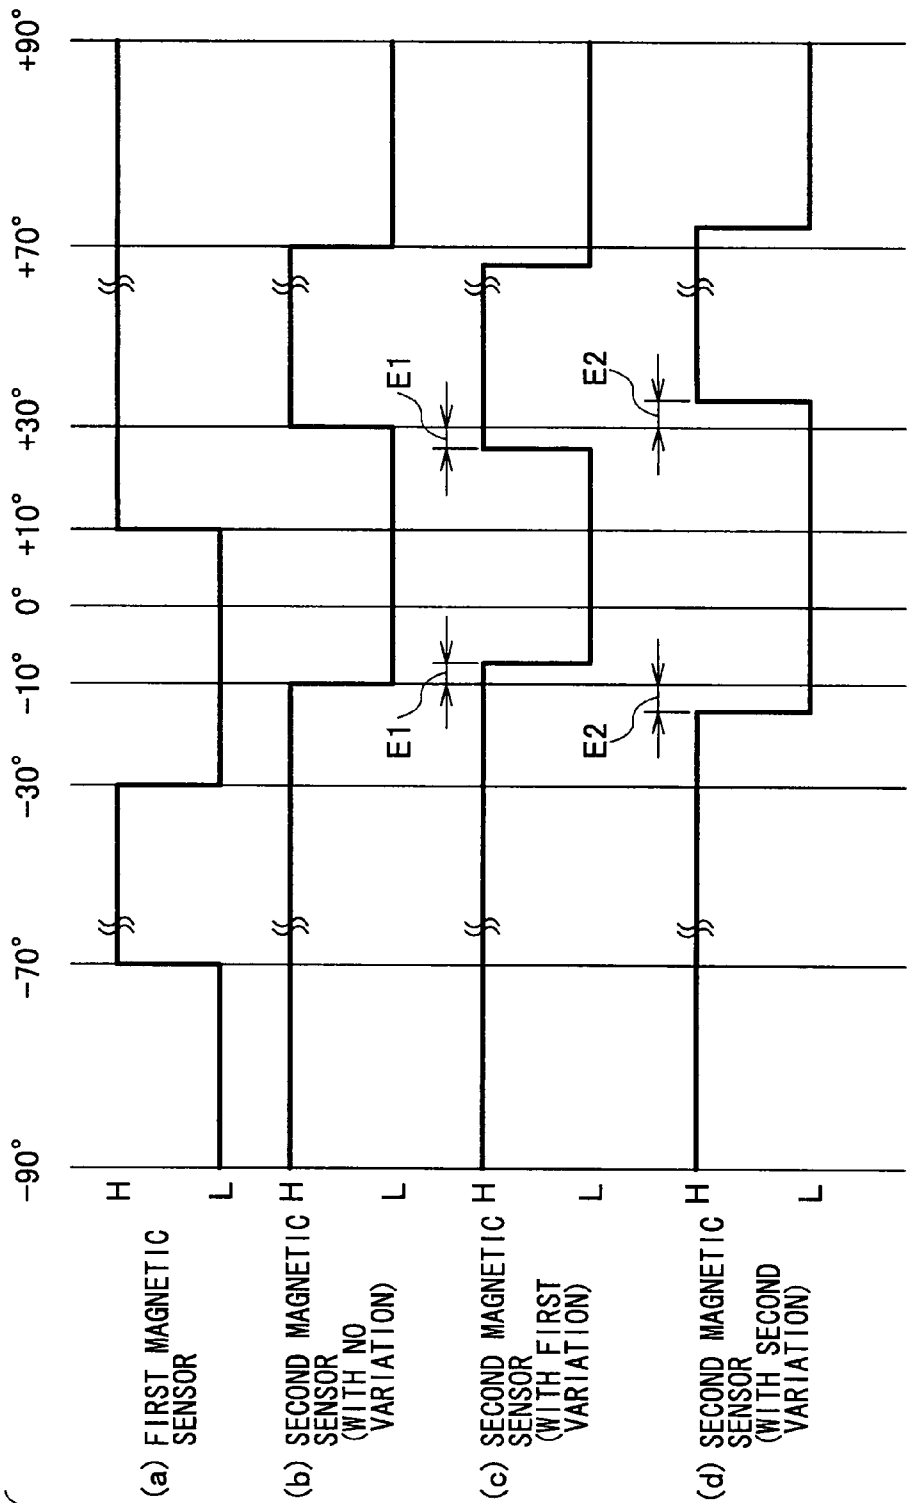 -90° -70° -30° -10° 0° +10° +30° +70° +90°
(a) FIRST MAGNETIC
SENSOR
H
L
(b) SECOND MAGNETIC
SENSOR
(WITH NO
VARIATION)
H
L
E1
E1
(c) SECOND MAGNETIC
SENSOR
(WITH FIRST
VARIATION)
H
L
E2
E2
(d) SECOND MAGNETIC
SENSOR
(WITH SECOND
VARIATION)
H
L